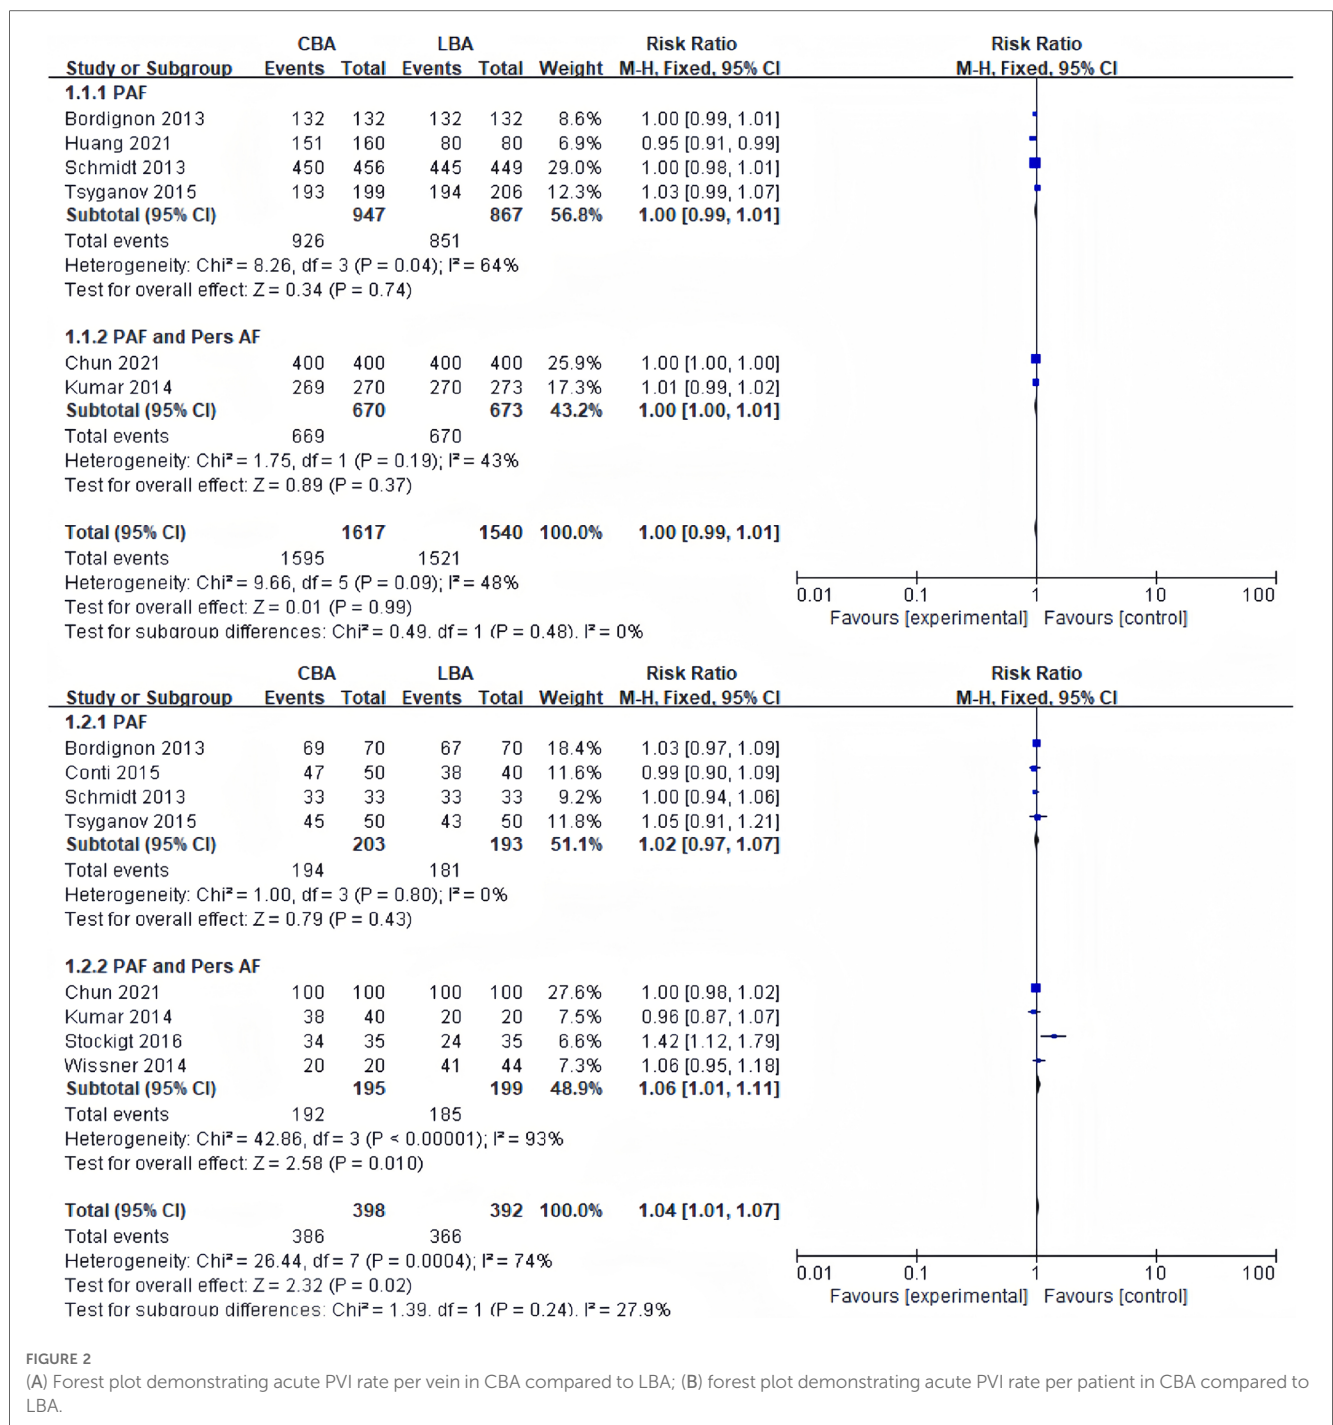 CBA LBA Risk Ratio Risk Ratio
Study or Subgroup Events Total Events Total Weight M-H, Fixed, 95% CI M-H, Fixed, 95% CI
1.1.1 PAF
Bordignon 2013 132 132 132 132 8.6% 1.00 [0.99, 1.01]
Huang 2021 151 160 80 80 6.9% 0.95 [0.91, 0.99]
Schmidt 2013 450 456 445 449 29.0% 1.00 [0.98, 1.01]
Tsyganov 2015 193 199 194 206 12.3% 1.03 [0.99, 1.07]
Subtotal (95% CI) 947 867 56.8% 1.00 [0.99, 1.01]
Total events 926 851
Heterogeneity: Chi² = 8.26, df = 3 (P = 0.04); I² = 64%
Test for overall effect: Z = 0.34 (P = 0.74)
1.1.2 PAF and Pers AF
Chun 2021 400 400 400 400 25.9% 1.00 [1.00, 1.00]
Kumar 2014 269 270 270 273 17.3% 1.01 [0.99, 1.02]
Subtotal (95% CI) 670 673 43.2% 1.00 [1.00, 1.01]
Total events 669 670
Heterogeneity: Chi² = 1.75, df = 1 (P = 0.19); I² = 43%
Test for overall effect: Z = 0.89 (P = 0.37)
Total (95% CI) 1617 1540 100.0% 1.00 [0.99, 1.01]
Total events 1595 1521
Heterogeneity: Chi² = 9.66, df = 5 (P = 0.09); I² = 48%
Test for overall effect: Z = 0.01 (P = 0.99)
Test for subgroup differences: Chi² = 0.49, df = 1 (P = 0.48), I² = 0%
0.01 0.1 1 10 100
Favours [experimental] Favours [control]
CBA LBA Risk Ratio Risk Ratio
Study or Subgroup Events Total Events Total Weight M-H, Fixed, 95% CI M-H, Fixed, 95% CI
1.2.1 PAF
Bordignon 2013 69 70 67 70 18.4% 1.03 [0.97, 1.09]
Conti 2015 47 50 38 40 11.6% 0.99 [0.90, 1.09]
Schmidt 2013 33 33 33 33 9.2% 1.00 [0.94, 1.06]
Tsyganov 2015 45 50 43 50 11.8% 1.05 [0.91, 1.21]
Subtotal (95% CI) 203 193 51.1% 1.02 [0.97, 1.07]
Total events 194 181
Heterogeneity: Chi² = 1.00, df = 3 (P = 0.80); I² = 0%
Test for overall effect: Z = 0.79 (P = 0.43)
1.2.2 PAF and Pers AF
Chun 2021 100 100 100 100 27.6% 1.00 [0.98, 1.02]
Kumar 2014 38 40 20 20 7.5% 0.96 [0.87, 1.07]
Stockigt 2016 34 35 24 35 6.6% 1.42 [1.12, 1.79]
Wissner 2014 20 20 41 44 7.3% 1.06 [0.95, 1.18]
Subtotal (95% CI) 195 199 48.9% 1.06 [1.01, 1.11]
Total events 192 185
Heterogeneity: Chi² = 42.86, df = 3 (P < 0.00001); I² = 93%
Test for overall effect: Z = 2.58 (P = 0.010)
Total (95% CI) 398 392 100.0% 1.04 [1.01, 1.07]
Total events 386 366
Heterogeneity: Chi² = 26.44, df = 7 (P = 0.0004); I² = 74%
Test for overall effect: Z = 2.32 (P = 0.02)
Test for subgroup differences: Chi² = 1.39, df = 1 (P = 0.24), I² = 27.9%
0.01 0.1 1 10 100
Favours [experimental] Favours [control]
FIGURE 2
(A) Forest plot demonstrating acute PVI rate per vein in CBA compared to LBA; (B) forest plot demonstrating acute PVI rate per patient in CBA compared to
LBA.